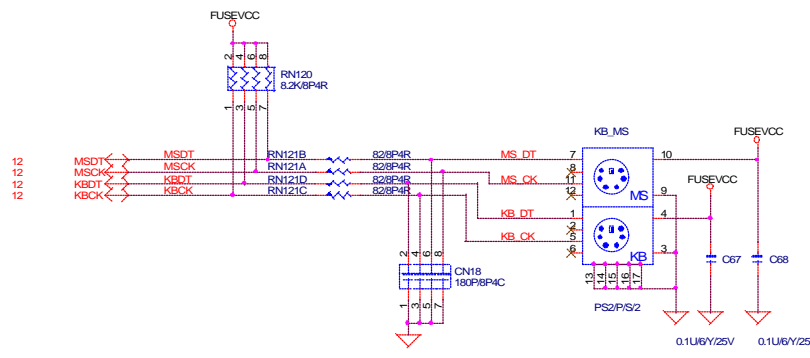 FUSEVCC
2 4 6 8
RN120
8.2K/8P4R
1 3 5 7
KB_MS
FUSEVCC
12 MSDT MSDT RN121B 82/8P4R MS_DT 7 10
12 MSCK MSCK RN121A 82/8P4R 8
12 KBDT KBDT RN121D 82/8P4R MS_CK 11 FUSEVCC
12 KBCK KBCK RN121C 82/8P4R 12 MS 9
KB_DT 1 4
2
KB_CK 5
6 KB 3
2 4 6 8
CN18
180P/8P4C
1 3 5 7
13 14 15 16 17
C67 C68
PS2/P/S/2
0.1U/6/Y/25V 0.1U/6/Y/25